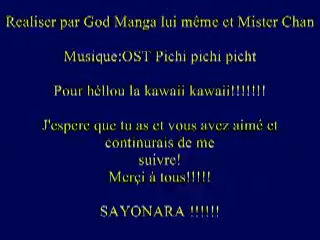 Realiser par God Manga lui même et Mister Chan
Musique:OST Pichi pichi picht
Pour héllou la kawaii kawaii!!!!!!!
J'espere que tu as et vous avez aimé et
continurais de me
suivre!
Merçi à tous!!!!!
SAYONARA !!!!!!